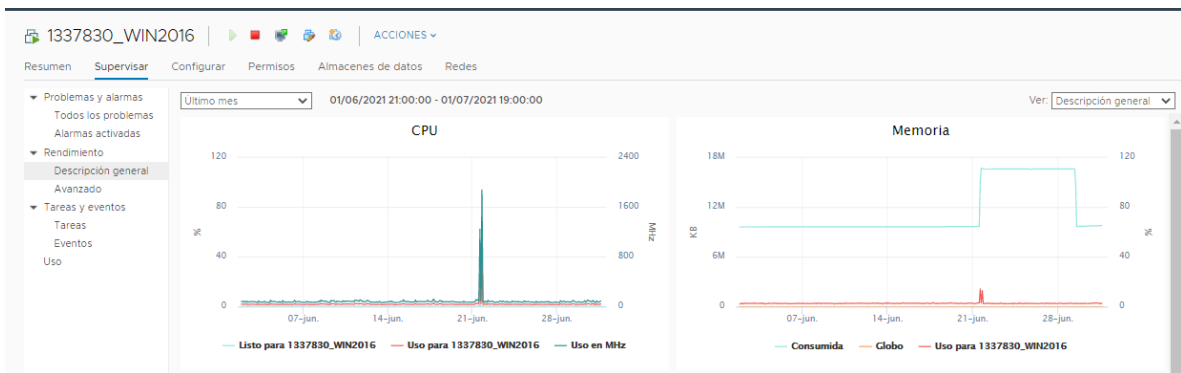 1337830_WIN2016 ACCIONES
Resumen Supervisar Configurar Permisos Almacenes de datos Redes
Problemas y alarmas
Todos los problemas
Alarmas activadas
Rendimiento
Descripción general
Avanzado
Tareas y eventos
Tareas
Eventos
Uso
Último mes 01/06/2021 21:00:00 - 01/07/2021 19:00:00 Ver: Descripción general
CPU
120 2400
80 1600
% MHz
40 800
0 0
07-jun. 14-jun. 21-jun. 28-jun.
Listo para 1337830_WIN2016 Uso para 1337830_WIN2016 Uso en MHz
Memoria
18M 120
12M 80
KB %
6M 40
0 0
07-jun. 14-jun. 21-jun. 28-jun.
Consumida Globo Uso para 1337830_WIN2016